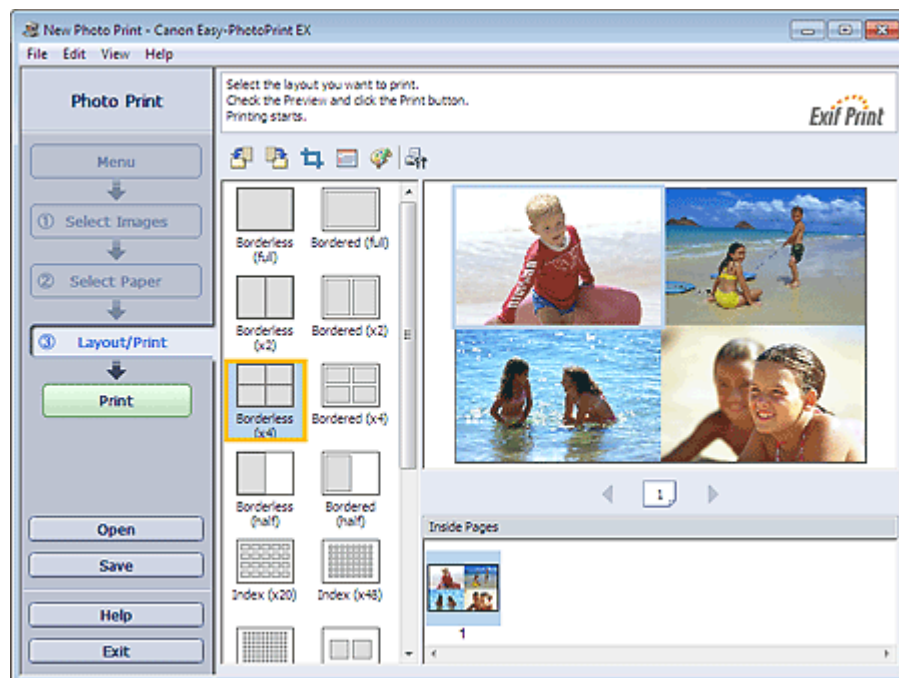 New Photo Print - Canon Easy-PhotoPrint EX
File Edit View Help
Photo Print
Select the layout you want to print.
Check the Preview and click the Print button.
Printing starts.
Exif Print
Menu
① Select Images
② Select Paper
③ Layout/Print
Print
Open
Save
Help
Exit
Borderless
(full)
Bordered (full)
Borderless
(x2)
Bordered (x2)
Borderless
(x4)
Bordered (x4)
Borderless
(half)
Bordered
(half)
Index (x20)
Index (x48)
1
Inside Pages
1